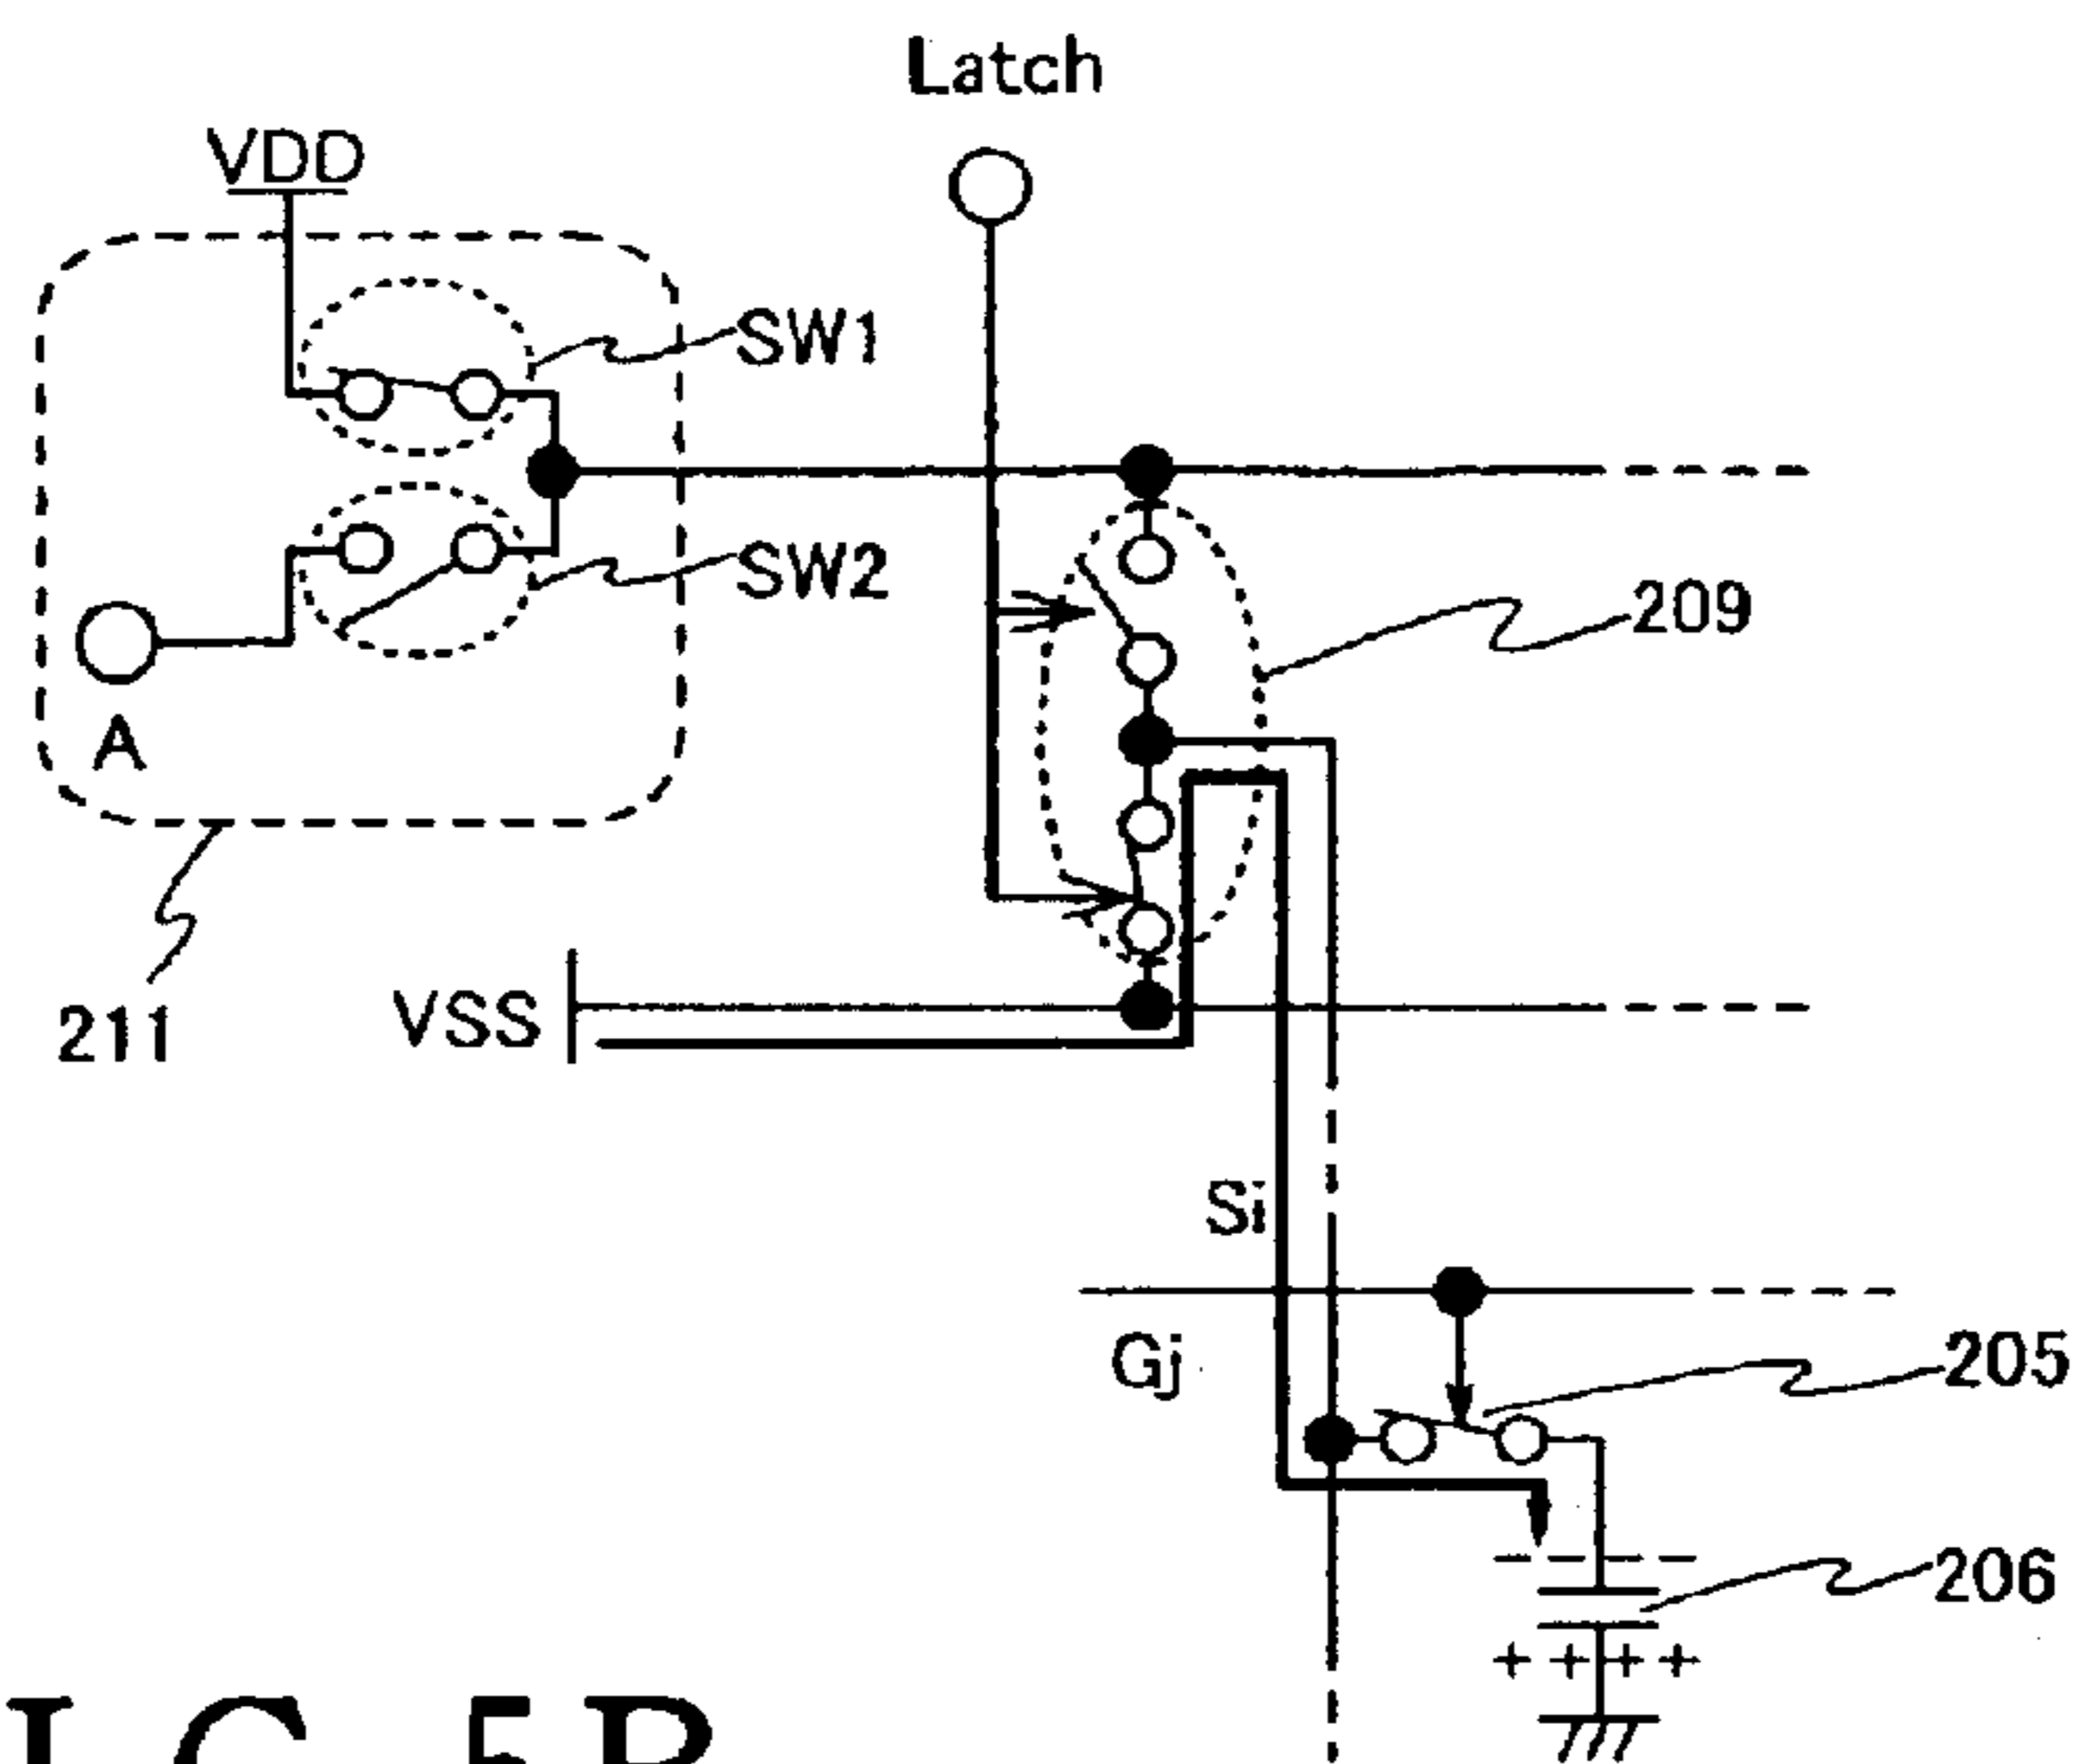 Latch
VDD
SW1
SW2
209
A
211
VSS
Si
Gj
205
206
- - - -
+ + + +